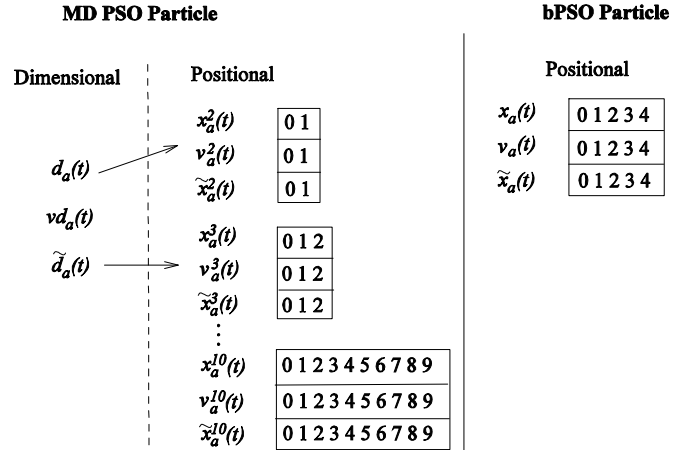 MD PSO Particle
Dimensional
Positional
x_a^2(t) 0 1
v_a^2(t) 0 1
x̃_a^2(t) 0 1
d_a(t)
vd_a(t)
d̃_a(t)
x_a^3(t) 0 1 2
v_a^3(t) 0 1 2
x̃_a^3(t) 0 1 2
⋮
x_a^10(t) 0 1 2 3 4 5 6 7 8 9
v_a^10(t) 0 1 2 3 4 5 6 7 8 9
x̃_a^10(t) 0 1 2 3 4 5 6 7 8 9
bPSO Particle
Positional
x_a(t) 0 1 2 3 4
v_a(t) 0 1 2 3 4
x̃_a(t) 0 1 2 3 4